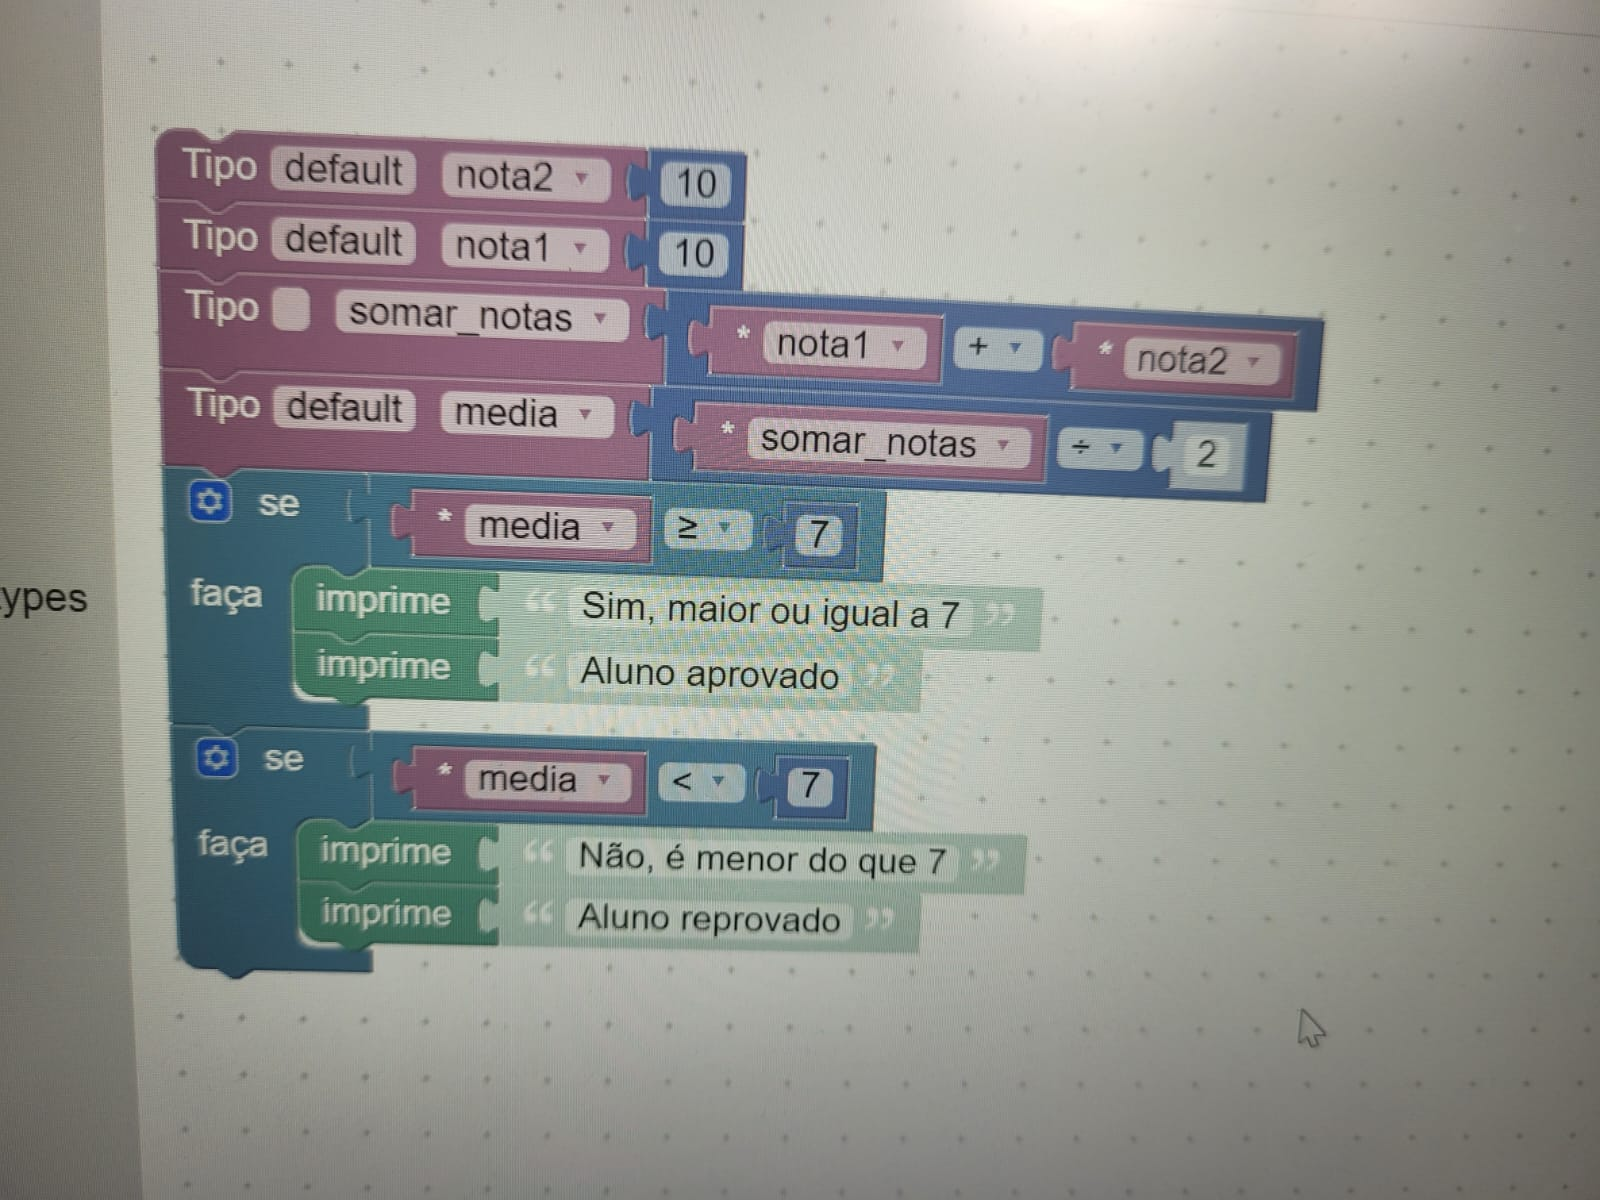 Tipo default nota2 10
Tipo default nota1 10
Tipo somar_notas * nota1 + * nota2
Tipo default media * somar_notas ÷ 2
se * media ≥ 7
faça imprime “ Sim, maior ou igual a 7 ”
ypes
imprime “ Aluno aprovado ”
se * media < 7
faça imprime “ Não, é menor do que 7 ”
imprime “ Aluno reprovado ”